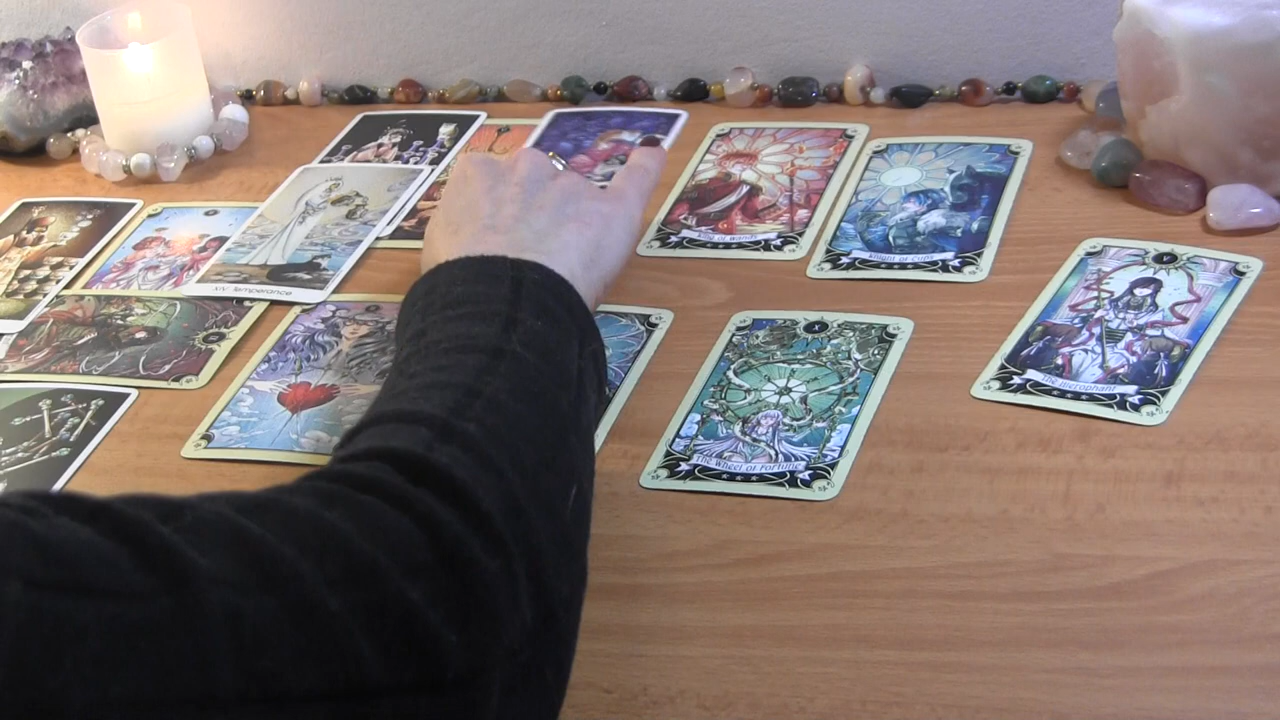 King of Wands
Knight of Cups
XIV Temperance
V
The Hierophant
X
The Wheel of Fortune